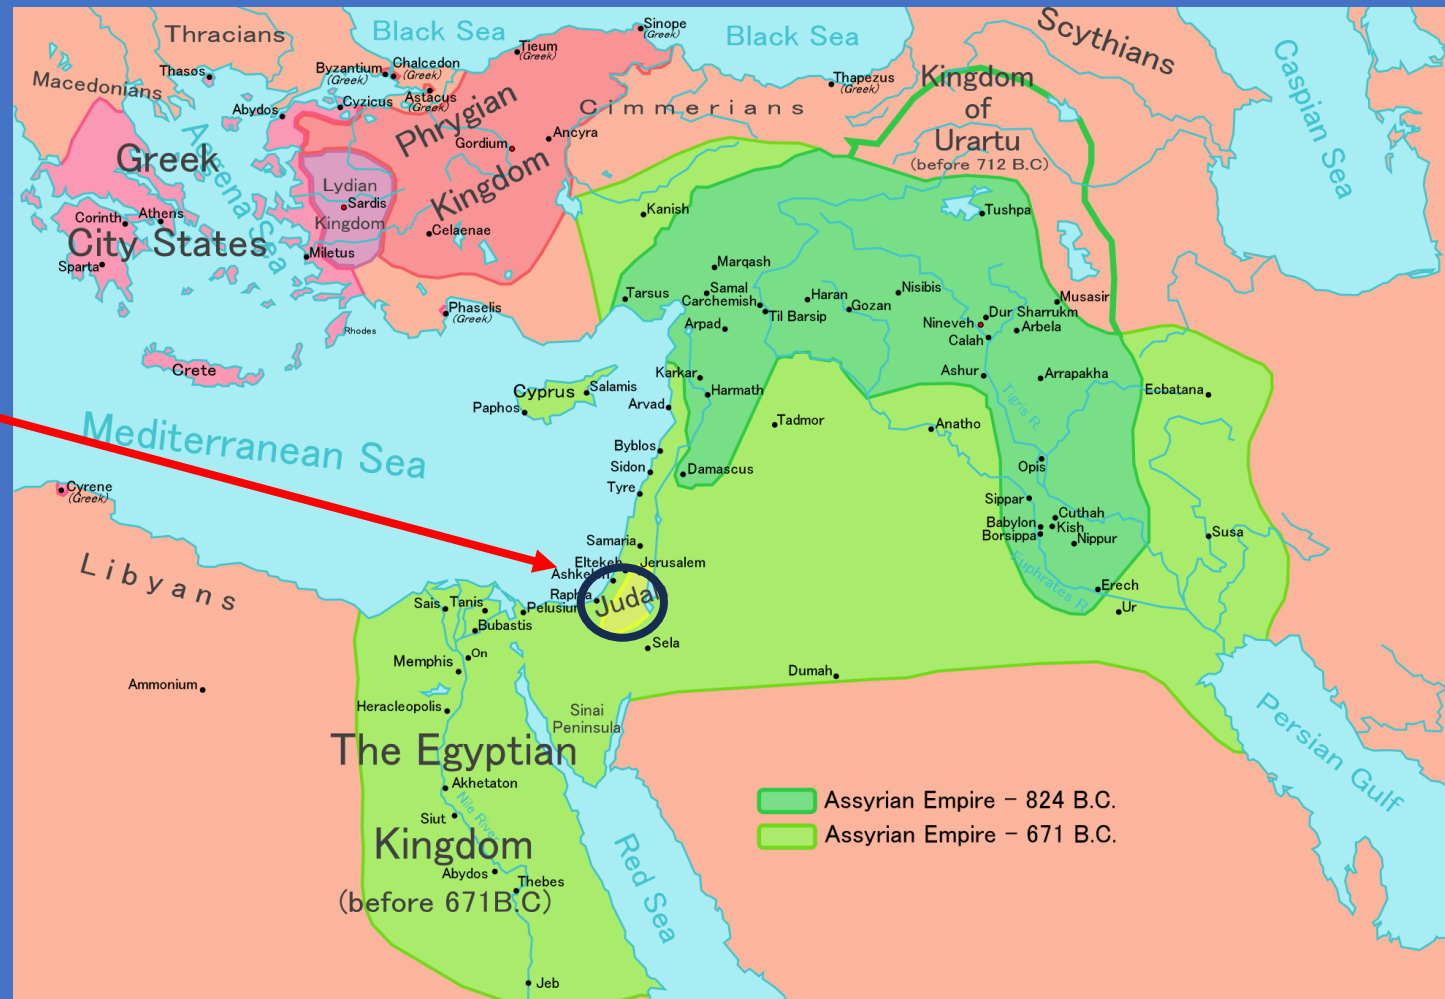 Thracians
Black Sea
Sinope
(Greek)
Black Sea
Scythians
Caspian Sea
Macedonians
Thasos
Byzantium
(Greek)
Chalcedon
(Greek)
Tieum
(Greek)
Astacus
(Greek)
Thapezus
(Greek)
Kingdom
of
Urartu
(before 712 B.C)
Abydos
Cyzicus
Cimmerians
Phrygian
Kingdom
Gordium
Ancyra
Greek
City States
Lydian
Kingdom
Sardis
Kanish
Tushpa
Corinth
Athens
Sparta
Miletus
Celaenae
Marqash
Samal
Carchemish
Til Barsip
Haran
Gozan
Nisibis
Musasir
Dur Sharrukm
Nineveh
Arbela
Calah
Tarsus
Arpad
Phaselis
(Greek)
Rhodes
Crete
Cyprus
Salamis
Paphos
Karkar
Harmath
Arvad
Ashur
Arrapakha
Ecbatana
Tigris R.
Mediterranean Sea
Tadmor
Anatho
Byblos
Sidon
Tyre
Damascus
Opis
Cyrene
(Greek)
Sippar
Cuthah
Babylon
Kish
Borsippa
Nippur
Susa
Euphrates R.
Erech
Ur
Libyans
Samaria
Eltekeh
Jerusalem
Raphia
Judah
Sais
Tanis
Pelusium
Bubastis
Sela
On
Memphis
Dumah
Ammonium
Heracleopolis
Sinai
Peninsula
The Egyptian
Kingdom
(before 671B.C)
Akhetaton
Nile River
Siut
Abydos
Thebes
Jeb
Red Sea
Persian Gulf
Assyrian Empire - 824 B.C.
Assyrian Empire - 671 B.C.